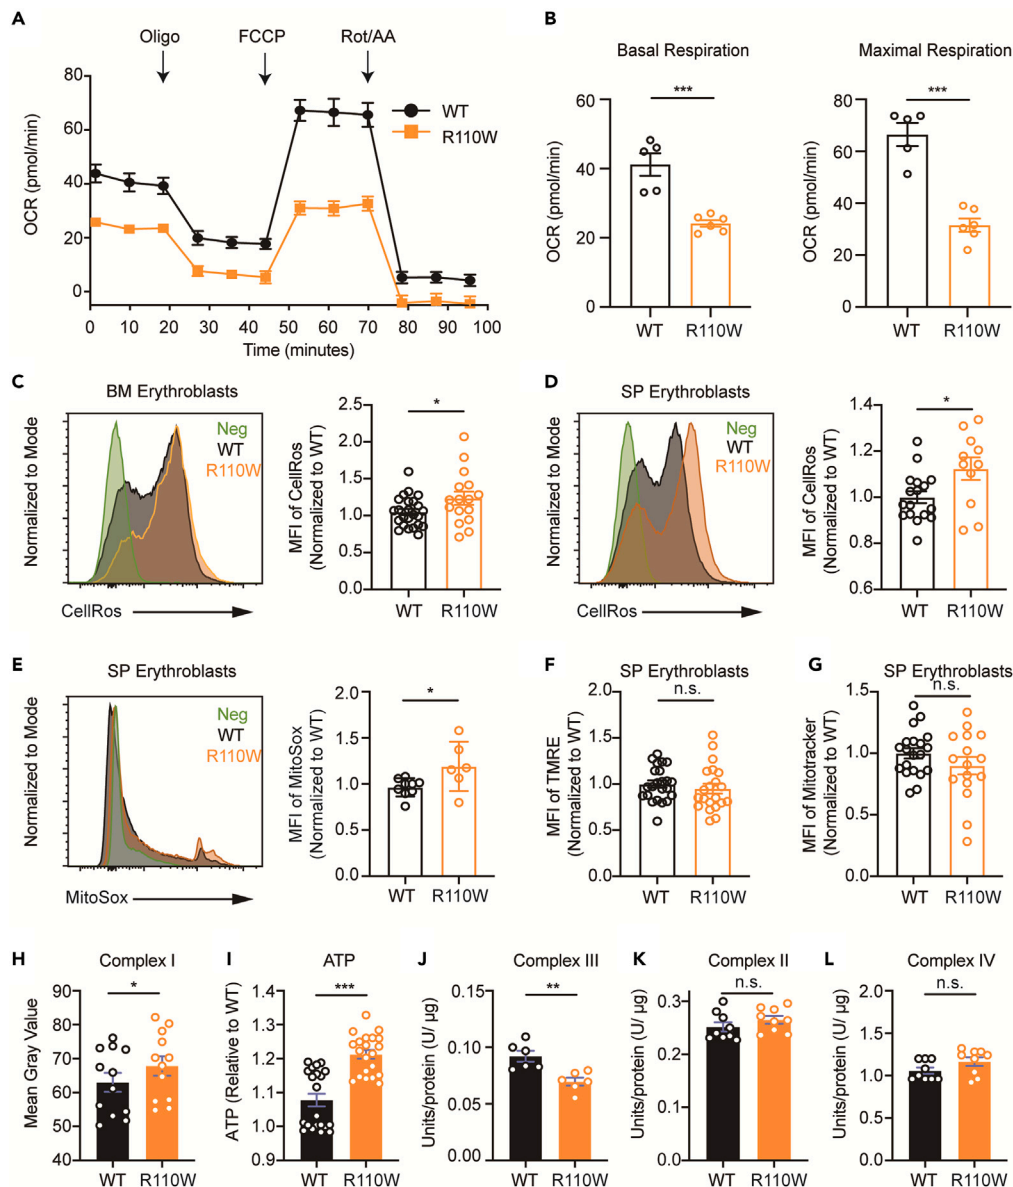 A
Oligo
FCCP
Rot/AA
80
60
40
20
0
OCR (pmol/min)
WT
R110W
0 10 20 30 40 50 60 70 80 90 100
Time (minutes)
B
Basal Respiration
***
60
40
20
0
OCR (pmol/min)
WT R110W
Maximal Respiration
***
80
60
40
20
0
OCR (pmol/min)
WT R110W
C
BM Erythroblasts
Normalized to Mode
Neg
WT
R110W
CellRos
*
2.5
2.0
1.5
1.0
0.5
0.0
MFI of CellRos
(Normalized to WT)
WT R110W
D
SP Erythroblasts
Normalized to Mode
Neg
WT
R110W
CellRos
*
1.4
1.2
1.0
0.8
0.6
MFI of CellRos
(Normalized to WT)
WT R110W
E
SP Erythroblasts
Normalized to Mode
Neg
WT
R110W
MitoSox
*
2.0
1.5
1.0
0.5
0.0
MFI of MitoSox
(Normalized to WT)
WT R110W
F
SP Erythroblasts
n.s.
2.0
1.5
1.0
0.5
0.0
MFI of TMRE
(Normalized to WT)
WT R110W
G
SP Erythroblasts
n.s.
1.5
1.0
0.5
0.0
MFI of Mitotracker
(Normalized to WT)
WT R110W
H
Complex I
*
90
80
70
60
50
40
Mean Gray Value
WT R110W
I
ATP
***
1.4
1.3
1.2
1.1
1.0
0.9
ATP (Relative to WT)
WT R110W
J
Complex III
**
0.15
0.10
0.05
0.00
Units/protein (U/ µg)
WT R110W
K
Complex II
n.s.
0.3
0.2
0.1
0.0
Units/protein (U/ µg)
WT R110W
L
Complex IV
n.s.
2.0
1.5
1.0
0.5
0.0
Units/protein (U/ µg)
WT R110W